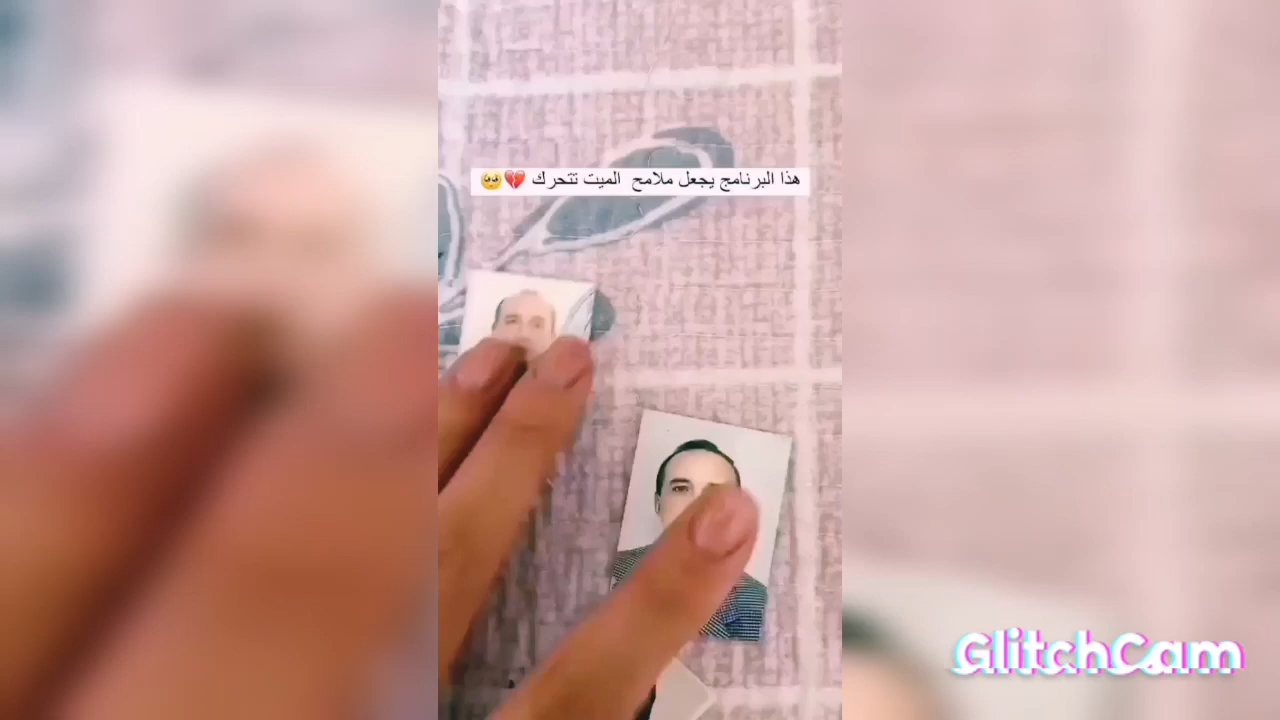 هذا البرنامج يجعل ملامح الميت تتحرك 💔🥺
GlitchCam